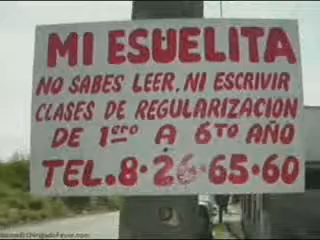 MI ESUELITA
NO SABES LEER, NI ESCRIVIR
CLASES DE REGULARIZACION
DE 1ero A 6TO AÑO
TEL. 8·26·65·60